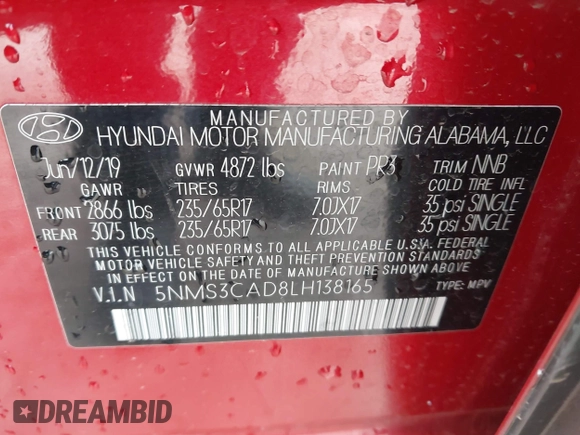 MANUFACTURED BY
HYUNDAI MOTOR MANUFACTURING ALABAMA, LLC
Jun/12/19 GVWR 4872 lbs PAINT PR3 TRIM NNB
GAWR TIRES RIMS COLD TIRE INFL
FRONT 2866 lbs 235/65R17 7.0JX17 35 psi SINGLE
REAR 3075 lbs 235/65R17 7.0JX17 35 psi SINGLE
THIS VEHICLE CONFORMS TO ALL APPLICABLE U.S.A. FEDERAL
MOTOR VEHICLE SAFETY AND THEFT PREVENTION STANDARDS IN
EFFECT ON THE DATE OF MANUFACTURE SHOWN ABOVE.
V.I.N 5NMS3CAD8LH138165 TYPE: MPV
DREAMBID